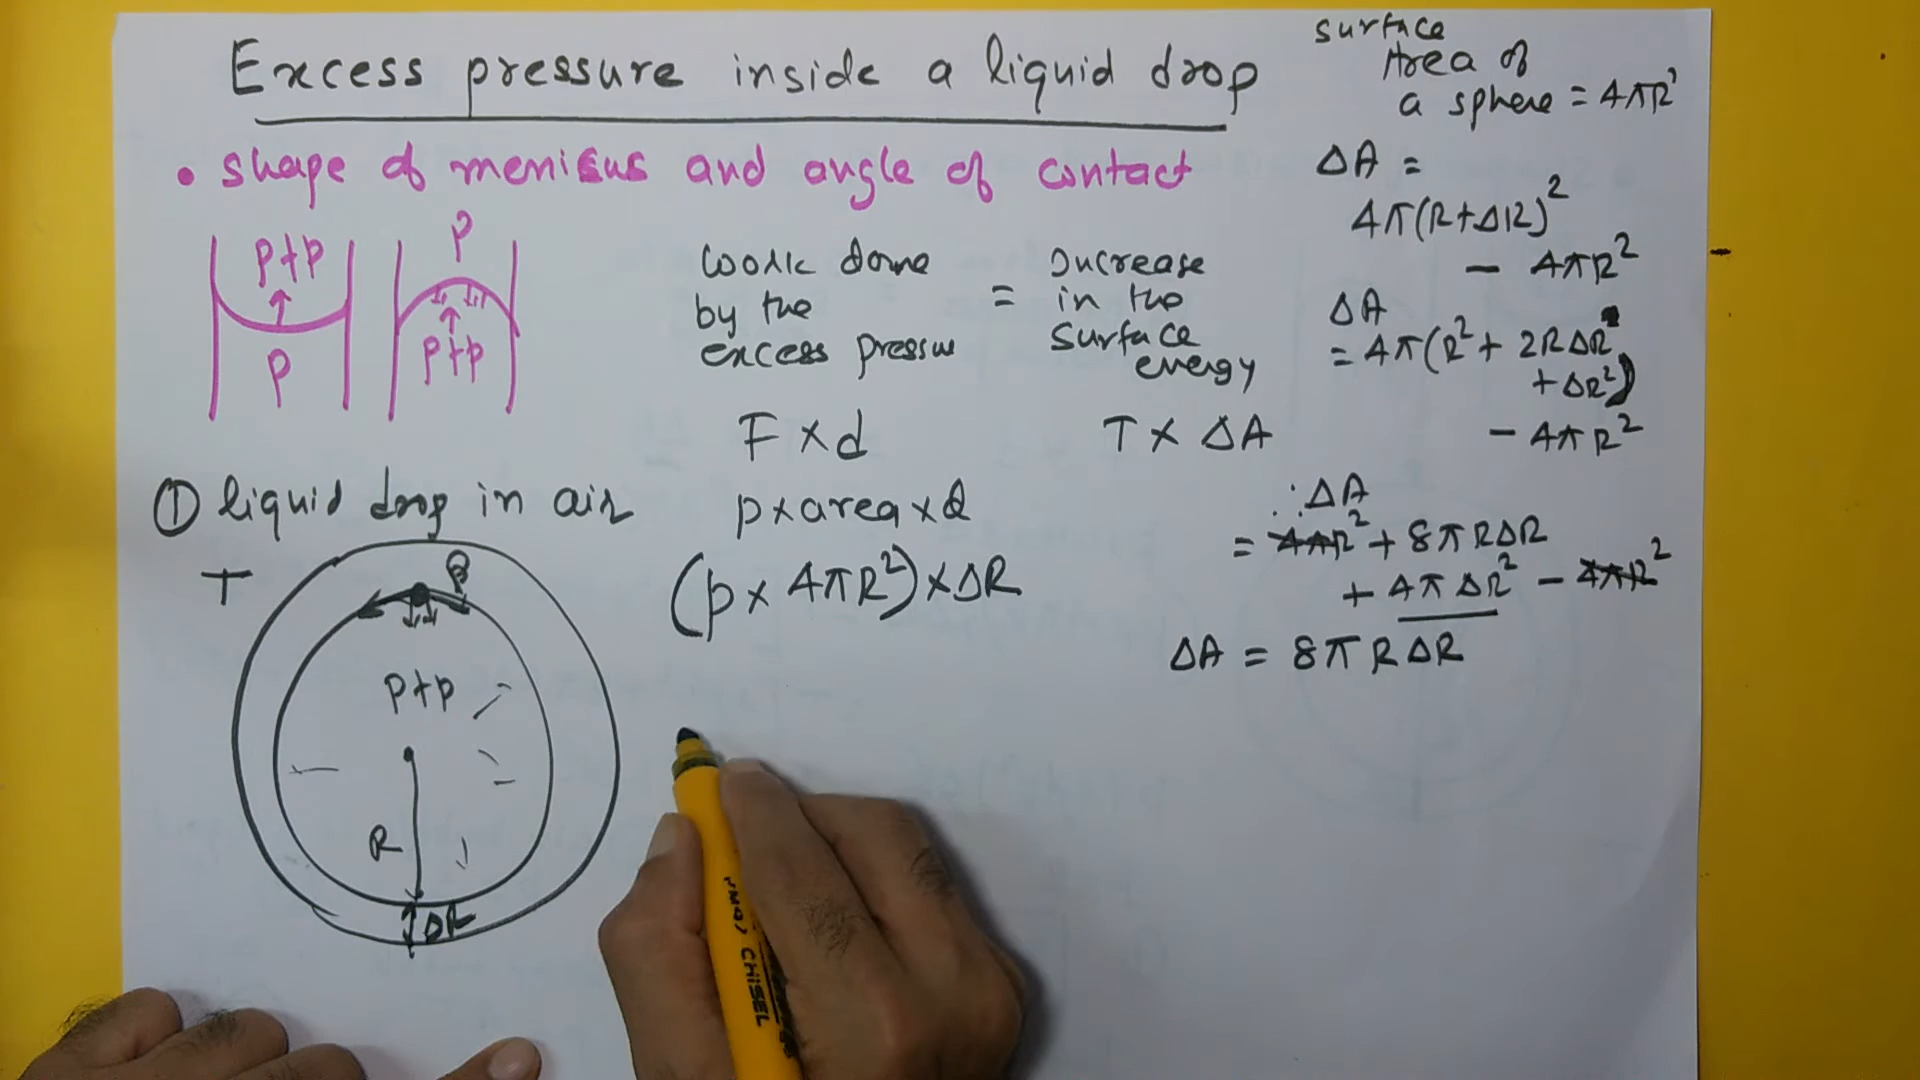 Excess pressure inside a liquid drop
• shape of meniscus and angle of contact
P+p
P
P
P+p
Work done
by the
excess pressu
=
Increase
in the
surface
energy
F × d
T × ΔA
p × area × d
(p × 4πR²) × ΔR
① liquid drop in air
T
P+p
R
ΔR
surface
Area of
a sphere = 4πR²
ΔA =
4π(R+ΔR)²
- 4πR²
ΔA
= 4π(R² + 2RΔR
+ ΔR²)
- 4πR²
∴ ΔA
= 4πR² + 8πRΔR
+ 4πΔR² - 4πR²
ΔA = 8πRΔR
CHISEL